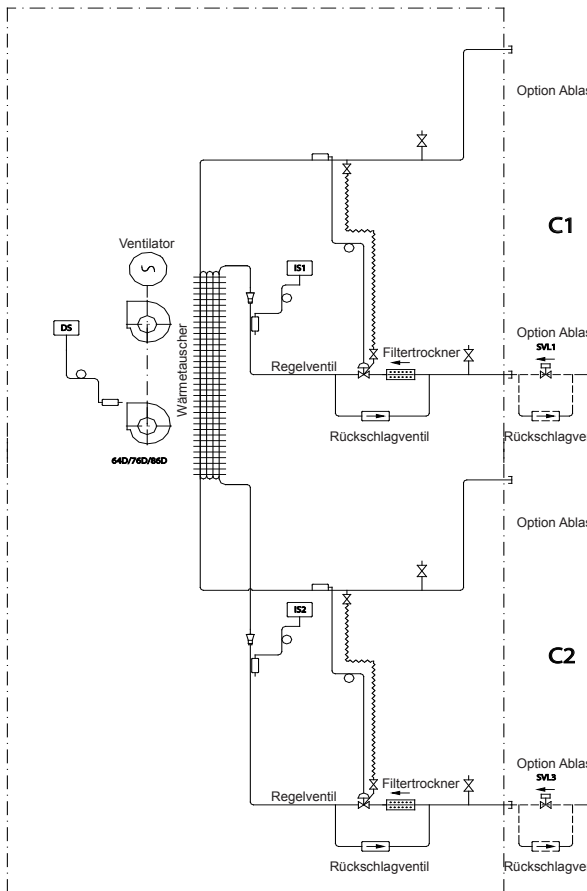 Option Ablas
C1
Ventilator
IS1
DS
Wärmetauscher
Option Ablas
SVL1
Regelventil
Filtertrockner
Rückschlagventil
Rückschlagve
64D/76D/86D
Option Ablas
IS2
C2
Option Ablas
SVL3
Regelventil
Filtertrockner
Rückschlagventil
Rückschlagve